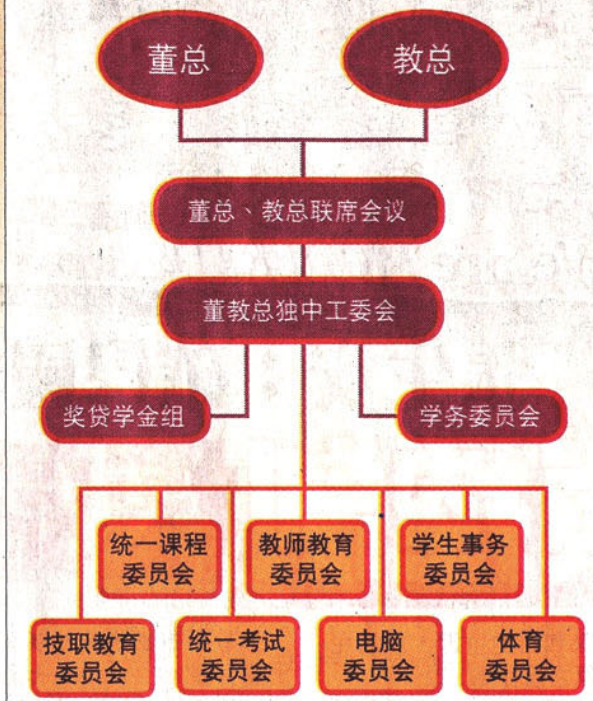 董总
教总
董总、教总联席会议
董教总独中工委会
奖贷学金组
学务委员会
统一课程
委员会
教师教育
委员会
学生事务
委员会
技职教育
委员会
统一考试
委员会
电脑
委员会
体育
委员会